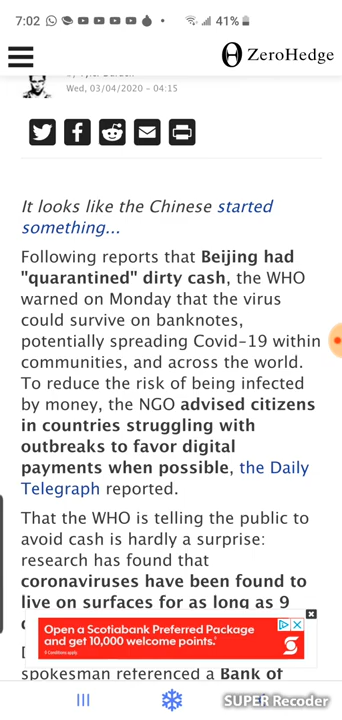 7:02 41%
ZeroHedge
by Tyler Durden
Wed, 03/04/2020 - 04:15
It looks like the Chinese started
something...
Following reports that Beijing had
"quarantined" dirty cash, the WHO
warned on Monday that the virus
could survive on banknotes,
potentially spreading Covid-19 within
communities, and across the world.
To reduce the risk of being infected
by money, the NGO advised citizens
in countries struggling with
outbreaks to favor digital
payments when possible, the Daily
Telegraph reported.
That the WHO is telling the public to
avoid cash is hardly a surprise:
research has found that
coronaviruses have been found to
live on surfaces for as long as 9
Open a Scotiabank Preferred Package
and get 10,000 welcome points.
Conditions apply.
spokesman referenced a Bank of
SUPER Recorder